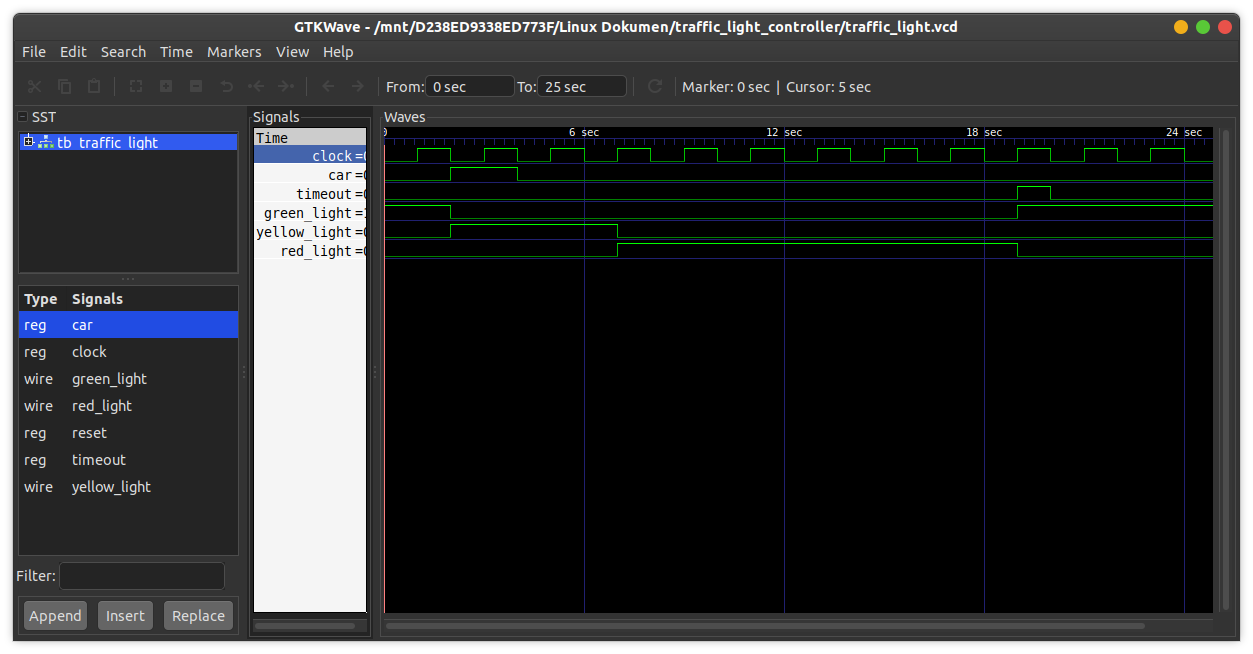 GTKWave - /mnt/D238ED9338ED773F/Linux Dokumen/traffic_light_controller/traffic_light.vcd
File Edit Search Time Markers View Help
From: 0 sec To: 25 sec Marker: 0 sec | Cursor: 5 sec
SST
tb_traffic_light
Type Signals
reg car
reg clock
wire green_light
wire red_light
reg reset
reg timeout
wire yellow_light
Filter:
Append Insert Replace
Signals
Time
clock =0
car =0
timeout =0
green_light =1
yellow_light =0
red_light =0
Waves
0 6 sec 12 sec 18 sec 24 sec